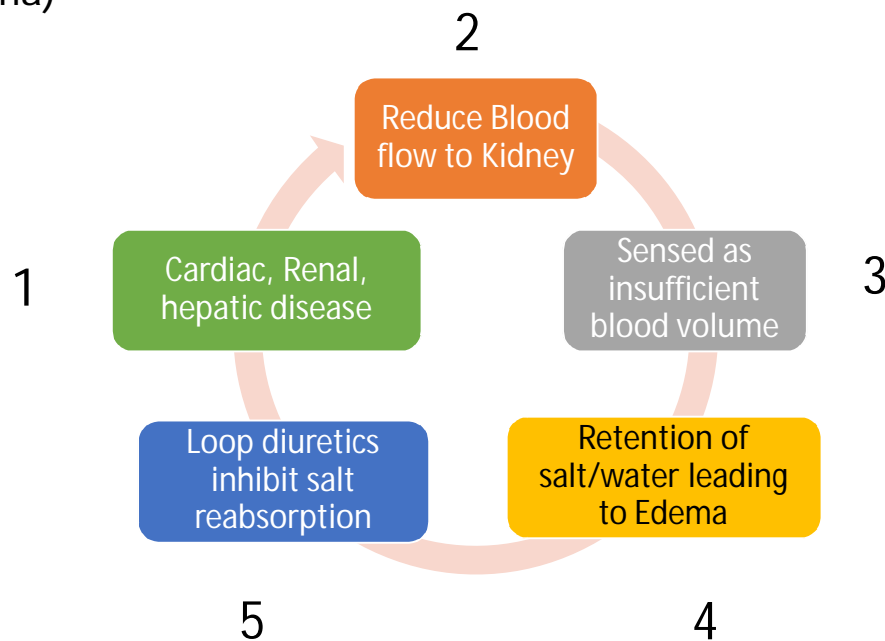 2
Reduce Blood
flow to Kidney
1
Cardiac, Renal,
hepatic disease
Sensed as
insufficient
blood volume
3
Loop diuretics
inhibit salt
reabsorption
Retention of
salt/water leading
to Edema
5
4